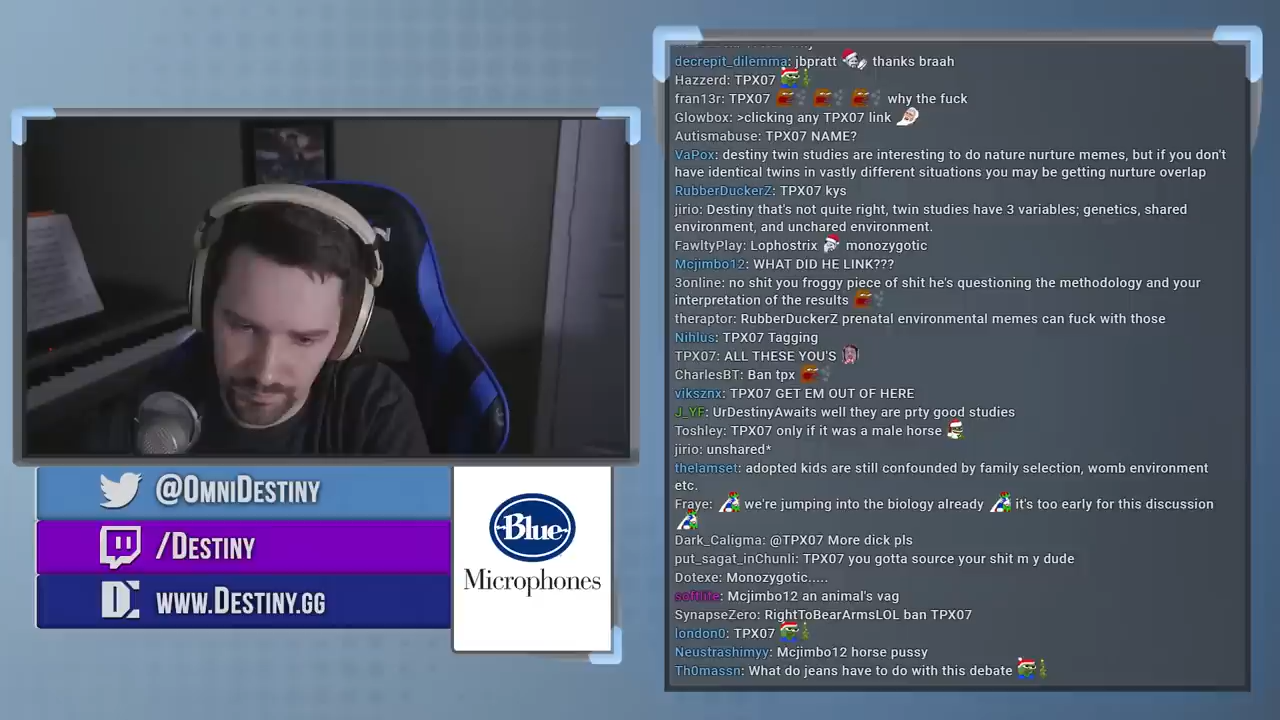 decrepit_dilemma: jbpratt thanks braah
Hazzerd: TPX07
fran13r: TPX07 why the fuck
Glowbox: >clicking any TPX07 link
Autismabuse: TPX07 NAME?
VaPox: destiny twin studies are interesting to do nature nurture memes, but if you don't
have identical twins in vastly different situations you may be getting nurture overlap
RubberDuckerZ: TPX07 kys
jirio: Destiny that's not quite right, twin studies have 3 variables; genetics, shared
environment, and unchared environment.
FawltyPlay: Lophostrix monozygotic
Mcjimbo12: WHAT DID HE LINK???
3online: no shit you froggy piece of shit he's questioning the methodology and your
interpretation of the results
theraptor: RubberDuckerZ prenatal environmental memes can fuck with those
Nihlus: TPX07 Tagging
TPX07: ALL THESE YOU'S
CharlesBT: Ban tpx
viksznx: TPX07 GET EM OUT OF HERE
J_YF: UrDestinyAwaits well they are prty good studies
Toshley: TPX07 only if it was a male horse
jirio: unshared*
thelamset: adopted kids are still confounded by family selection, womb environment
etc.
Fraye: we're jumping into the biology already it's too early for this discussion
Dark_Caligma: @TPX07 More dick pls
put_sagat_inChunli: TPX07 you gotta source your shit m y dude
Dotexe: Monozygotic.....
softlite: Mcjimbo12 an animal's vag
SynapseZero: RightToBearArmsLOL ban TPX07
london0: TPX07
Neustrashimyy: Mcjimbo12 horse pussy
Th0massn: What do jeans have to do with this debate
@OmniDestiny
/Destiny
www.Destiny.gg
Blue
Microphones